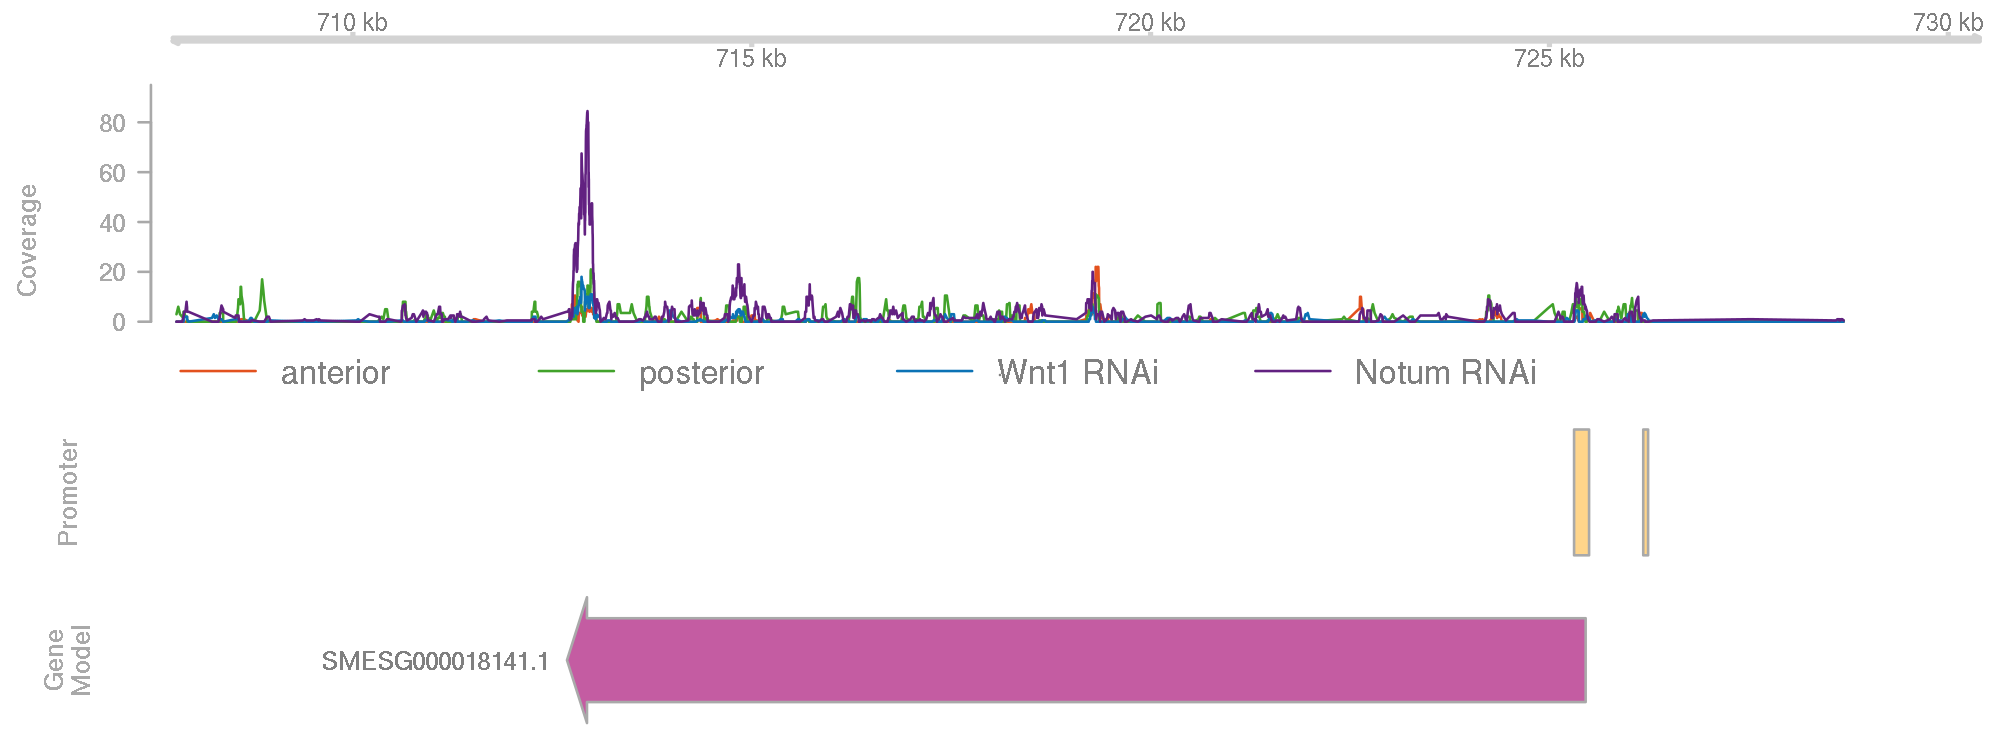 710 kb 720 kb 730 kb
715 kb 725 kb
Coverage
80
60
40
20
0
anterior posterior Wnt1 RNAi Notum RNAi
Promoter
Gene
Model
SMESG000018141.1